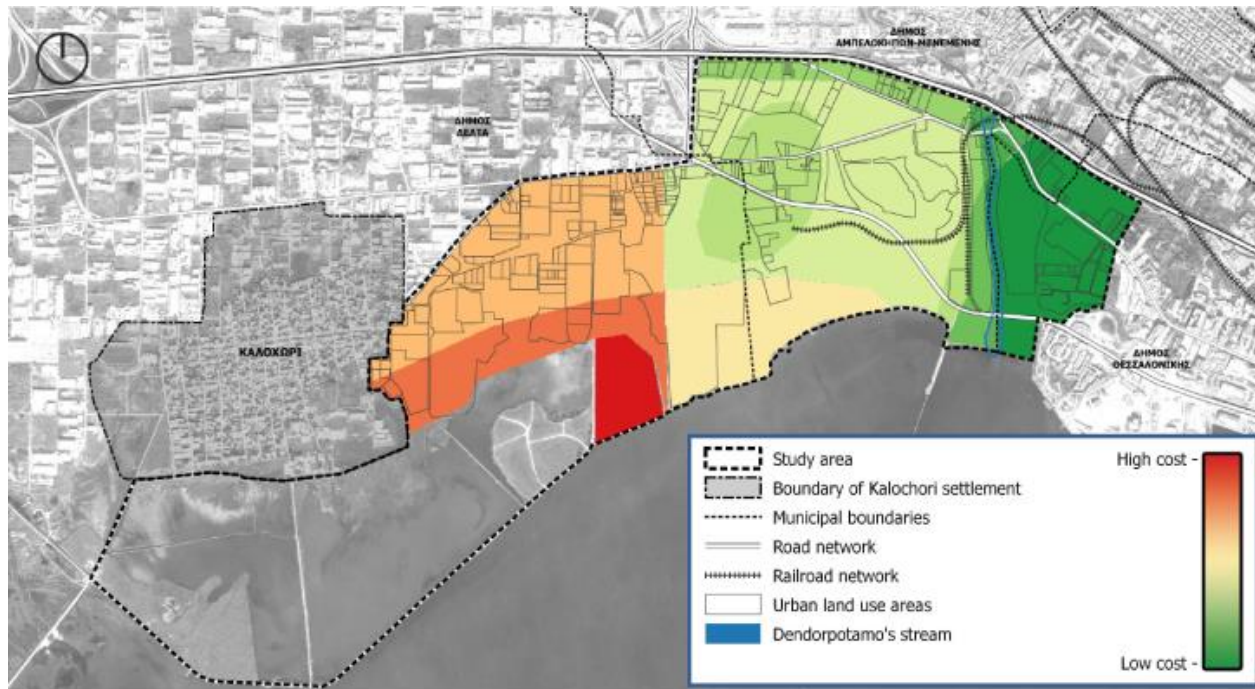 ΔΗΜΟΣ
ΑΜΠΕΛΟΚΗΠΩΝ-ΜΕΝΕΜΕΝΗΣ
ΔΗΜΟΣ
ΔΕΛΤΑ
ΚΑΛΟΧΩΡΙ
ΔΗΜΟΣ
ΘΕΣΣΑΛΟΝΙΚΗΣ
Study area
Boundary of Kalochori settlement
Municipal boundaries
Road network
Railroad network
Urban land use areas
Dendorpotamo's stream
High cost -
Low cost -